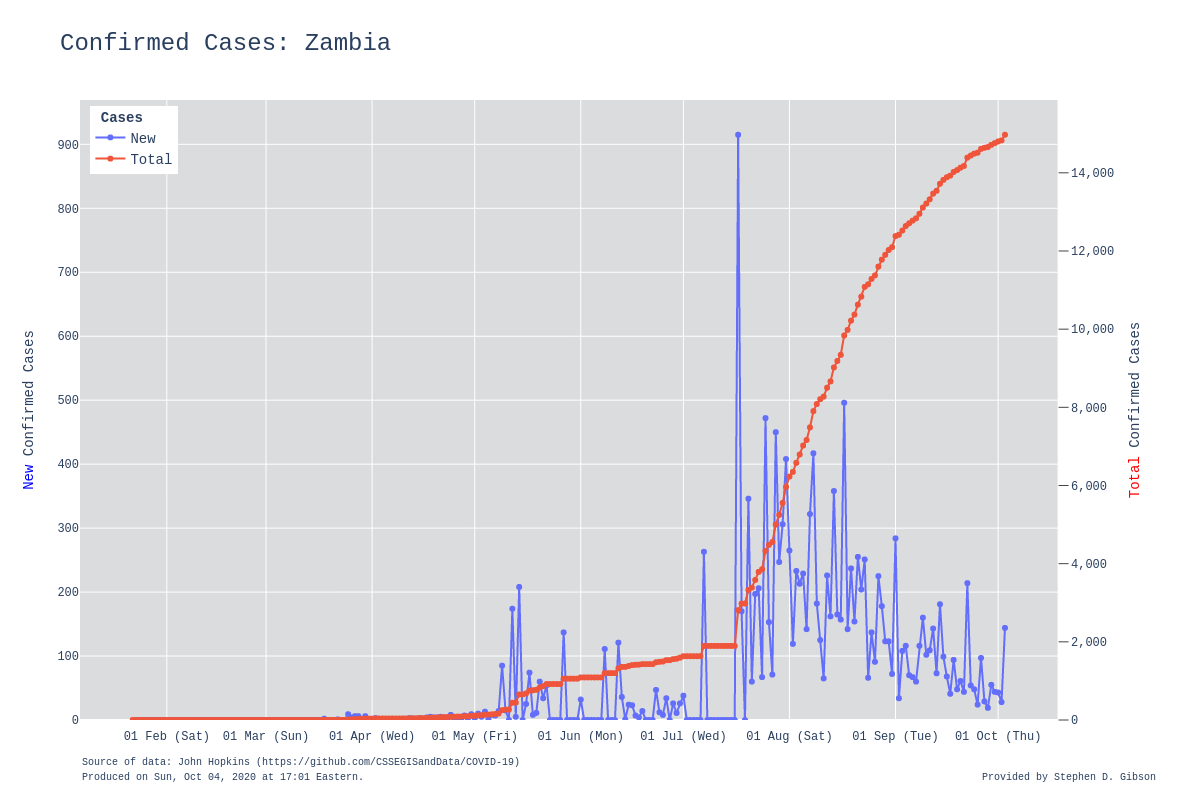 Confirmed Cases: Zambia
Cases
New
Total
900
800
700
600
500
400
300
200
100
0
14,000
12,000
10,000
8,000
6,000
4,000
2,000
0
New Confirmed Cases
Total Confirmed Cases
01 Feb (Sat) 01 Mar (Sun) 01 Apr (Wed) 01 May (Fri) 01 Jun (Mon) 01 Jul (Wed) 01 Aug (Sat) 01 Sep (Tue) 01 Oct (Thu)
Source of data: John Hopkins (https://github.com/CSSEGISandData/COVID-19)
Produced on Sun, Oct 04, 2020 at 17:01 Eastern.
Provided by Stephen D. Gibson